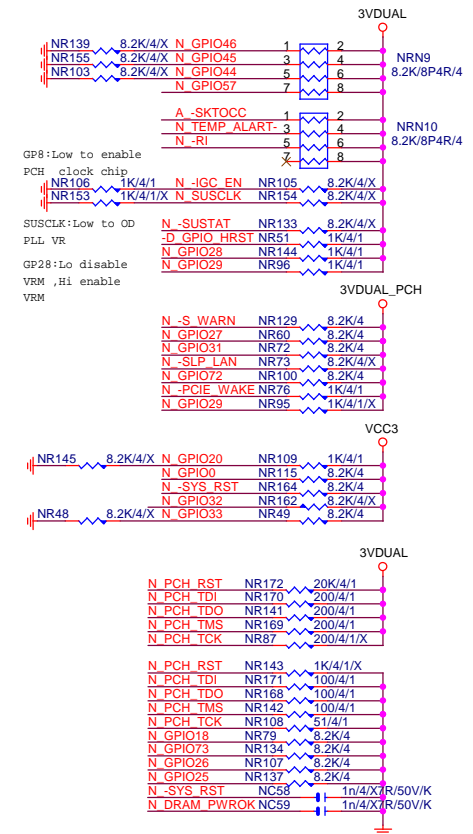 3VDUAL
NR139 8.2K/4/X N_GPIO46 1 2
NR155 8.2K/4/X N_GPIO45 3 4 NRN9
NR103 8.2K/4/X N_GPIO44 5 6 8.2K/8P4R/4
N_GPIO57 7 8
A_-SKTOCC 1 2
N_TEMP_ALART- 3 4 NRN10
N_-RI 5 6 8.2K/8P4R/4
7 8
GP8:Low to enable
PCH clock chip
NR106 1K/4/1 N_-IGC_EN NR105 8.2K/4/X
NR153 1K/4/1/X N_SUSCLK NR154 8.2K/4/X
SUSCLK:Low to OD
PLL VR
N_-SUSTAT NR133 8.2K/4/X
-D_GPIO_HRST NR51 1K/4/1
N_GPIO28 NR144 1K/4/1
N_GPIO29 NR96 1K/4/1
GP28:Lo disable
VRM ,Hi enable
VRM
3VDUAL_PCH
N_-S_WARN NR129 8.2K/4
N_GPIO27 NR60 8.2K/4
N_GPIO31 NR72 8.2K/4
N_-SLP_LAN NR73 8.2K/4/X
N_GPIO72 NR100 8.2K/4
N_-PCIE_WAKE NR76 1K/4/1
N_GPIO29 NR95 1K/4/1/X
VCC3
NR145 8.2K/4/X N_GPIO20 NR109 1K/4/1
N_GPIO0 NR115 8.2K/4
N_-SYS_RST NR164 8.2K/4
N_GPIO32 NR162 8.2K/4/X
NR48 8.2K/4/X N_GPIO33 NR49 8.2K/4
3VDUAL
N_PCH_RST NR172 20K/4/1
N_PCH_TDI NR170 200/4/1
N_PCH_TDO NR141 200/4/1
N_PCH_TMS NR169 200/4/1
N_PCH_TCK NR87 200/4/1/X
N_PCH_RST NR143 1K/4/1/X
N_PCH_TDI NR171 100/4/1
N_PCH_TDO NR168 100/4/1
N_PCH_TMS NR142 100/4/1
N_PCH_TCK NR108 51/4/1
N_GPIO18 NR79 8.2K/4
N_GPIO73 NR134 8.2K/4
N_GPIO26 NR107 8.2K/4
N_GPIO25 NR137 8.2K/4
N_-SYS_RST NC58 1n/4/X7R/50V/K
N_DRAM_PWROK NC59 1n/4/X7R/50V/K